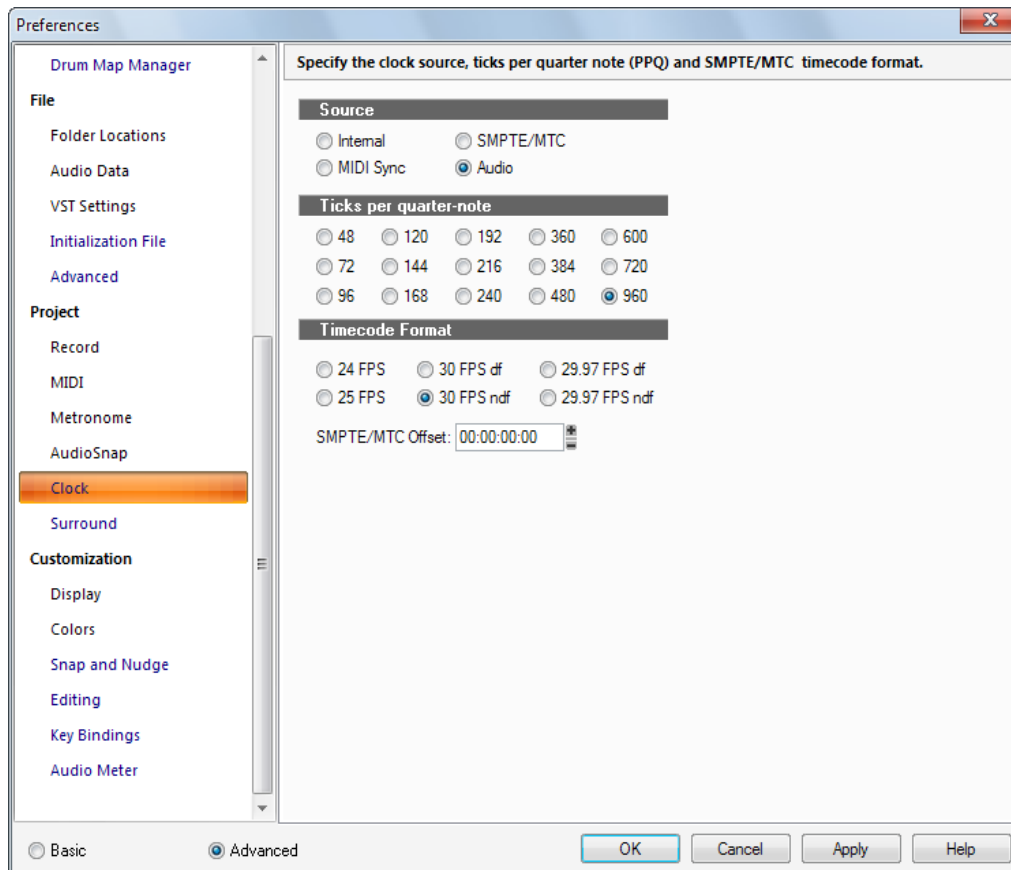 Preferences
Drum Map Manager
File
Folder Locations
Audio Data
VST Settings
Initialization File
Advanced
Project
Record
MIDI
Metronome
AudioSnap
Clock
Surround
Customization
Display
Colors
Snap and Nudge
Editing
Key Bindings
Audio Meter
Specify the clock source, ticks per quarter note (PPQ) and SMPTE/MTC timecode format.
Source
Internal SMPTE/MTC
MIDI Sync Audio
Ticks per quarter-note
48 120 192 360 600
72 144 216 384 720
96 168 240 480 960
Timecode Format
24 FPS 30 FPS df 29.97 FPS df
25 FPS 30 FPS ndf 29.97 FPS ndf
SMPTE/MTC Offset: 00:00:00:00
Basic Advanced OK Cancel Apply Help